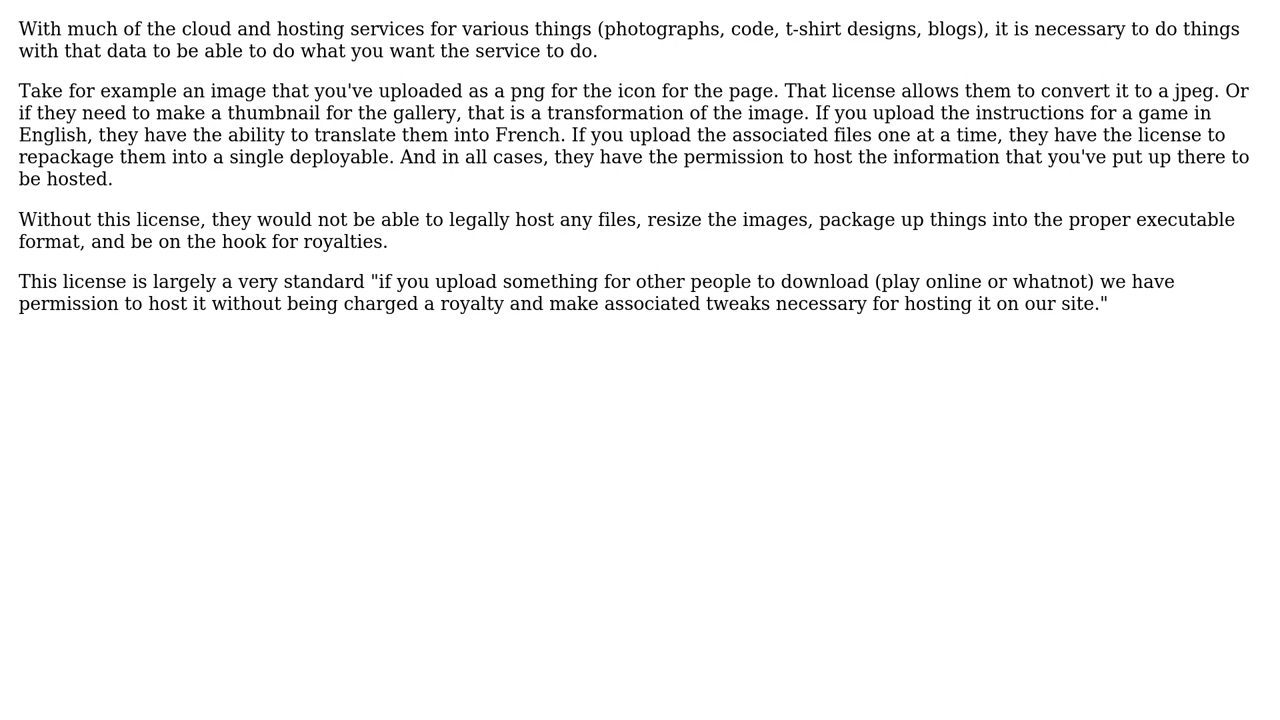 With much of the cloud and hosting services for various things (photographs, code, t-shirt designs, blogs), it is necessary to do things
with that data to be able to do what you want the service to do.
Take for example an image that you've uploaded as a png for the icon for the page. That license allows them to convert it to a jpeg. Or
if they need to make a thumbnail for the gallery, that is a transformation of the image. If you upload the instructions for a game in
English, they have the ability to translate them into French. If you upload the associated files one at a time, they have the license to
repackage them into a single deployable. And in all cases, they have the permission to host the information that you've put up there to
be hosted.
Without this license, they would not be able to legally host any files, resize the images, package up things into the proper executable
format, and be on the hook for royalties.
This license is largely a very standard "if you upload something for other people to download (play online or whatnot) we have
permission to host it without being charged a royalty and make associated tweaks necessary for hosting it on our site."